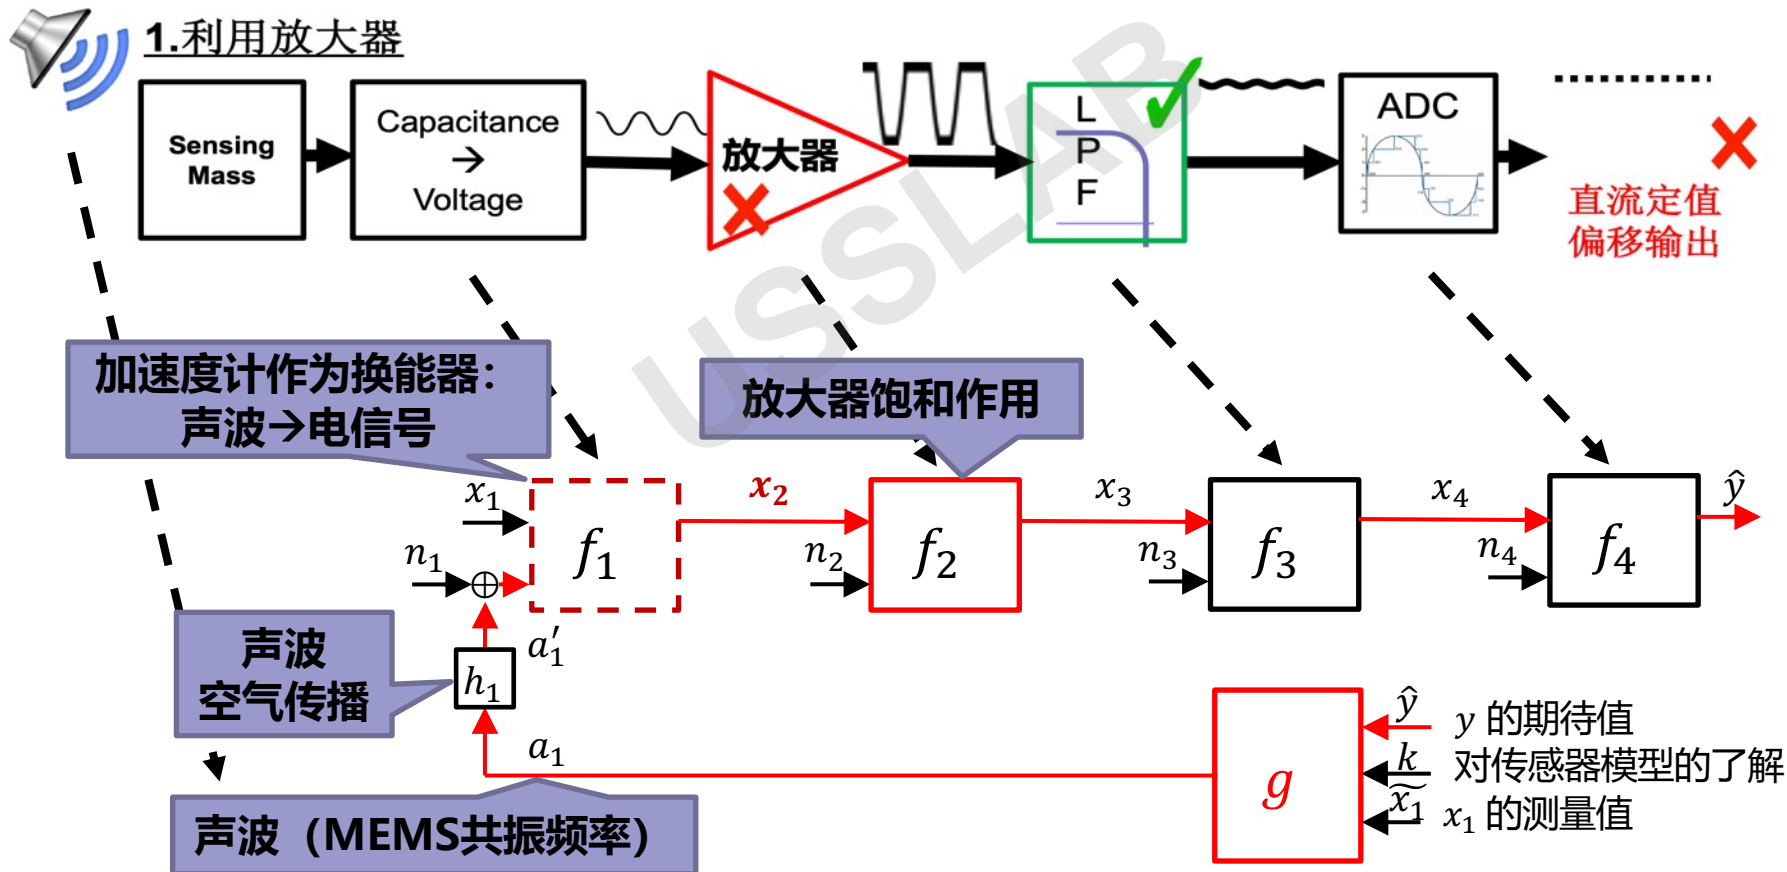 1.利用放大器
Sensing
Mass
Capacitance
→
Voltage
放大器
L
P
F
ADC
直流定值
偏移输出
USSLAB
加速度计作为换能器：
声波→电信号
放大器饱和作用
x₁
n₁
f₁
x₂
n₂
f₂
x₃
n₃
f₃
x₄
n₄
f₄
ŷ
声波
空气传播
a₁′
h₁
a₁
声波（MEMS共振频率）
g
ŷ y 的期待值
k 对传感器模型的了解
x̃₁ x₁ 的测量值